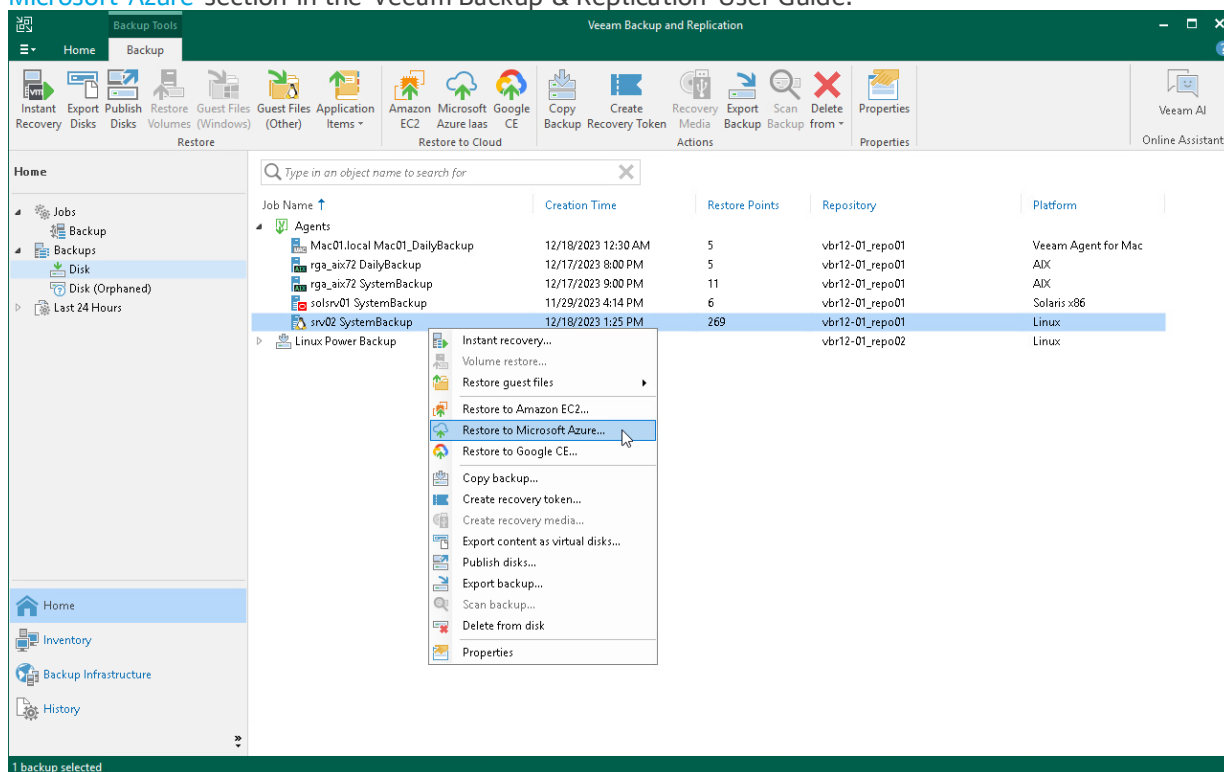 Microsoft Azure section in the Veeam Backup & Replication User Guide.
Backup Tools
Veeam Backup and Replication
Home Backup
Instant Recovery
Export Disks
Publish Disks
Restore Volumes
Guest Files (Windows)
Guest Files (Other)
Application Items
Amazon EC2
Microsoft Azure Iaas
Google CE
Copy Backup
Create Recovery Token
Recovery Media
Export Backup
Scan Backup
Delete from
Properties
Veeam AI
Restore
Restore to Cloud
Actions
Properties
Online Assistant
Home
Type in an object name to search for
Jobs
Backup
Backups
Disk
Disk (Orphaned)
Last 24 Hours
Job Name Creation Time Restore Points Repository Platform
Agents
Mac01.local Mac01_DailyBackup 12/18/2023 12:30 AM 5 vbr12-01_repo01 Veeam Agent for Mac
rga_aix72 DailyBackup 12/17/2023 8:00 PM 5 vbr12-01_repo01 AIX
rga_aix72 SystemBackup 12/17/2023 9:00 PM 11 vbr12-01_repo01 AIX
solsrv01 SystemBackup 11/29/2023 4:14 PM 6 vbr12-01_repo01 Solaris x86
srv02 SystemBackup 12/18/2023 1:25 PM 269 vbr12-01_repo01 Linux
Linux Power Backup vbr12-01_repo02 Linux
Instant recovery...
Volume restore...
Restore guest files
Restore to Amazon EC2...
Restore to Microsoft Azure...
Restore to Google CE...
Copy backup...
Create recovery token...
Create recovery media...
Export content as virtual disks...
Publish disks...
Export backup...
Scan backup...
Delete from disk
Properties
Home
Inventory
Backup Infrastructure
History
1 backup selected